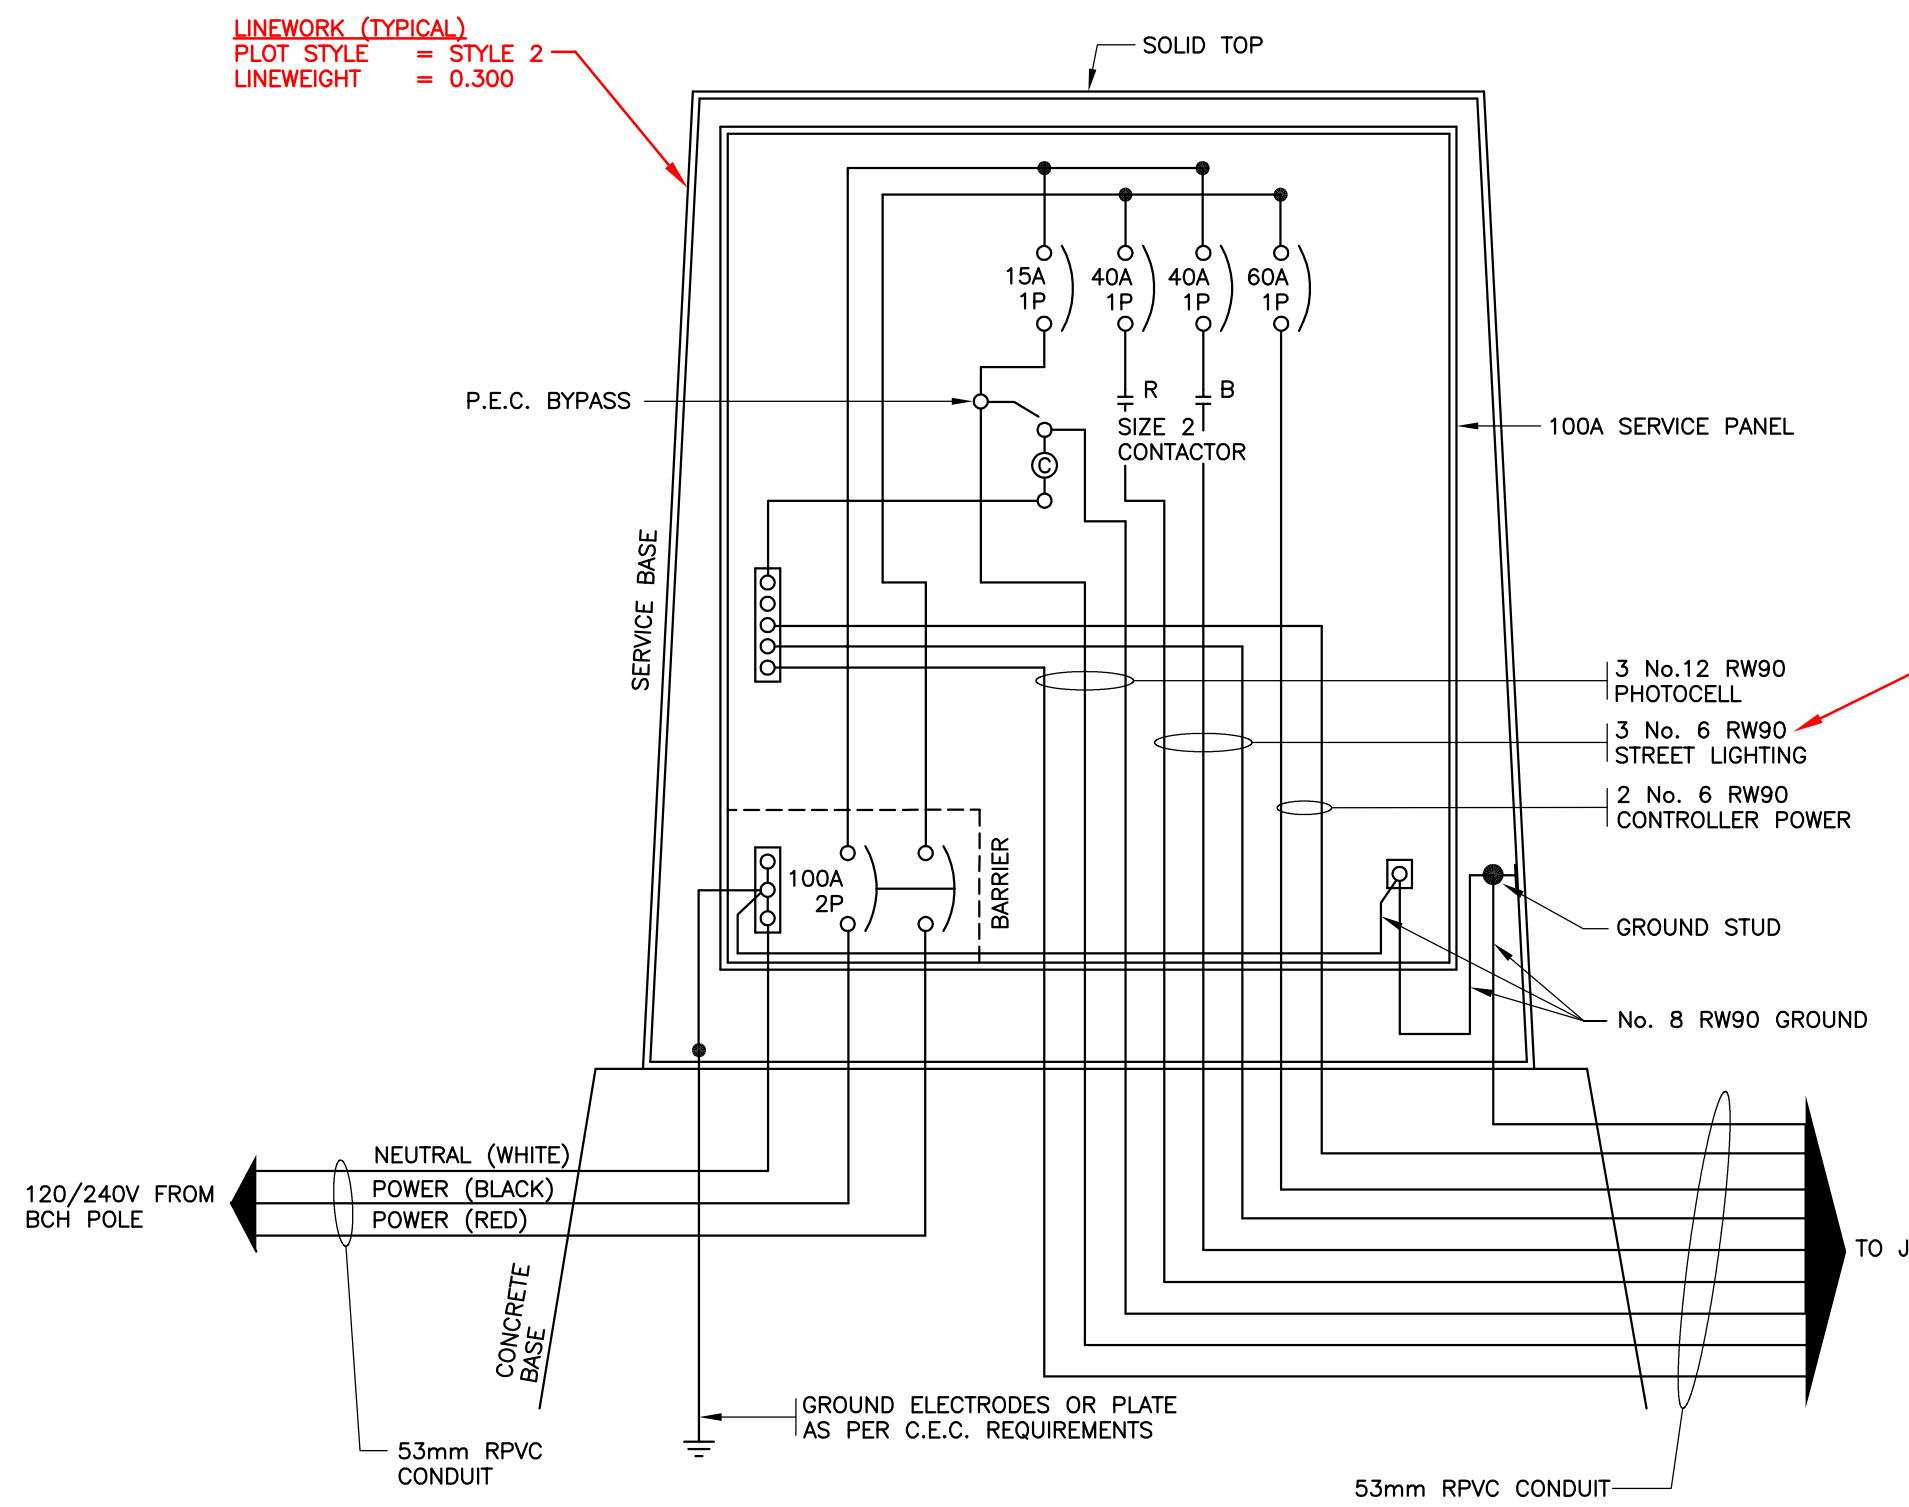 LINEWORK (TYPICAL)
PLOT STYLE = STYLE 2
LINEWEIGHT = 0.300
SOLID TOP
15A
1P
40A
1P
40A
1P
60A
1P
P.E.C. BYPASS
R
B
SIZE 2
CONTACTOR
C
100A SERVICE PANEL
SERVICE BASE
3 No.12 RW90
PHOTOCELL
3 No. 6 RW90
STREET LIGHTING
2 No. 6 RW90
CONTROLLER POWER
100A
2P
BARRIER
GROUND STUD
No. 8 RW90 GROUND
NEUTRAL (WHITE)
POWER (BLACK)
POWER (RED)
120/240V FROM
BCH POLE
TO J
CONCRETE
BASE
GROUND ELECTRODES OR PLATE
AS PER C.E.C. REQUIREMENTS
53mm RPVC
CONDUIT
53mm RPVC CONDUIT